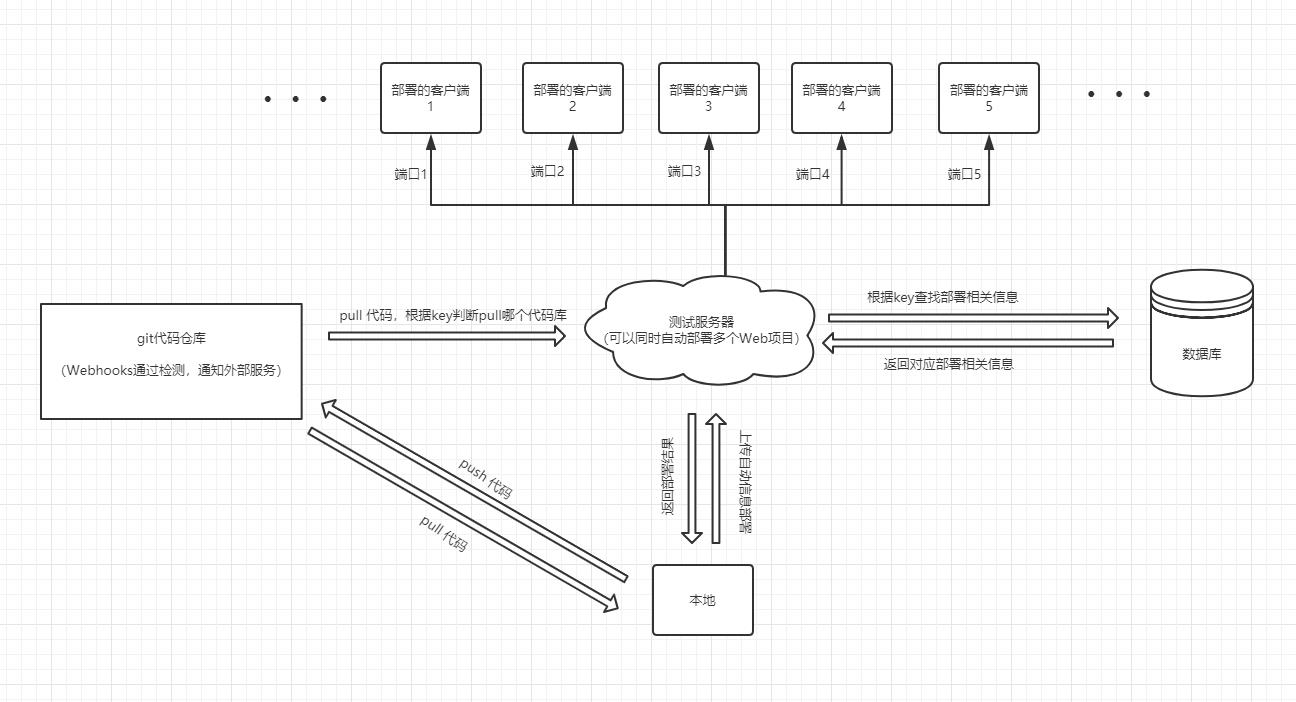 部署的客户端
1
部署的客户端
2
部署的客户端
3
部署的客户端
4
部署的客户端
5
端口1
端口2
端口3
端口4
端口5
git代码仓库
（Webhooks通过检测，通知外部服务）
pull 代码，根据key判断pull哪个代码库
测试服务器
（可以同时自动部署多个Web项目）
根据key查找部署相关信息
返回对应部署相关信息
数据库
push 代码
pull 代码
返回部署结果
上传自动信息部署
本地